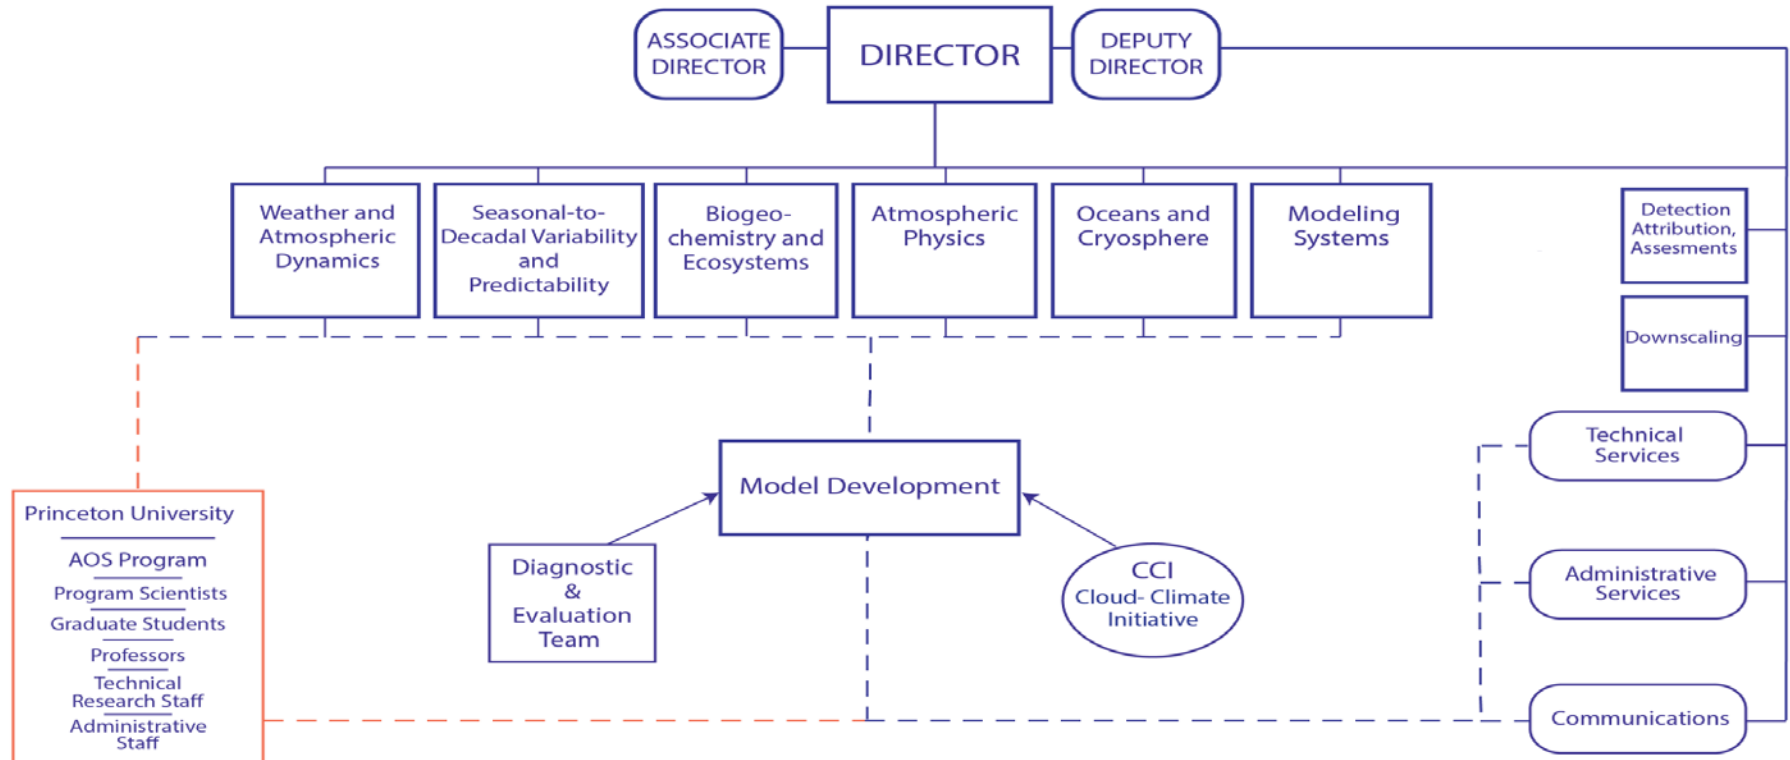 ASSOCIATE
DIRECTOR
DIRECTOR
DEPUTY
DIRECTOR
Weather and
Atmospheric
Dynamics
Seasonal-to-
Decadal Variability
and
Predictability
Biogeo-
chemistry and
Ecosystems
Atmospheric
Physics
Oceans and
Cryosphere
Modeling
Systems
Detection
Attribution,
Assesments
Downscaling
Technical
Services
Model Development
Princeton University
AOS Program
Program Scientists
Graduate Students
Professors
Technical
Research Staff
Administrative
Staff
Diagnostic
&
Evaluation
Team
CCI
Cloud- Climate
Initiative
Administrative
Services
Communications